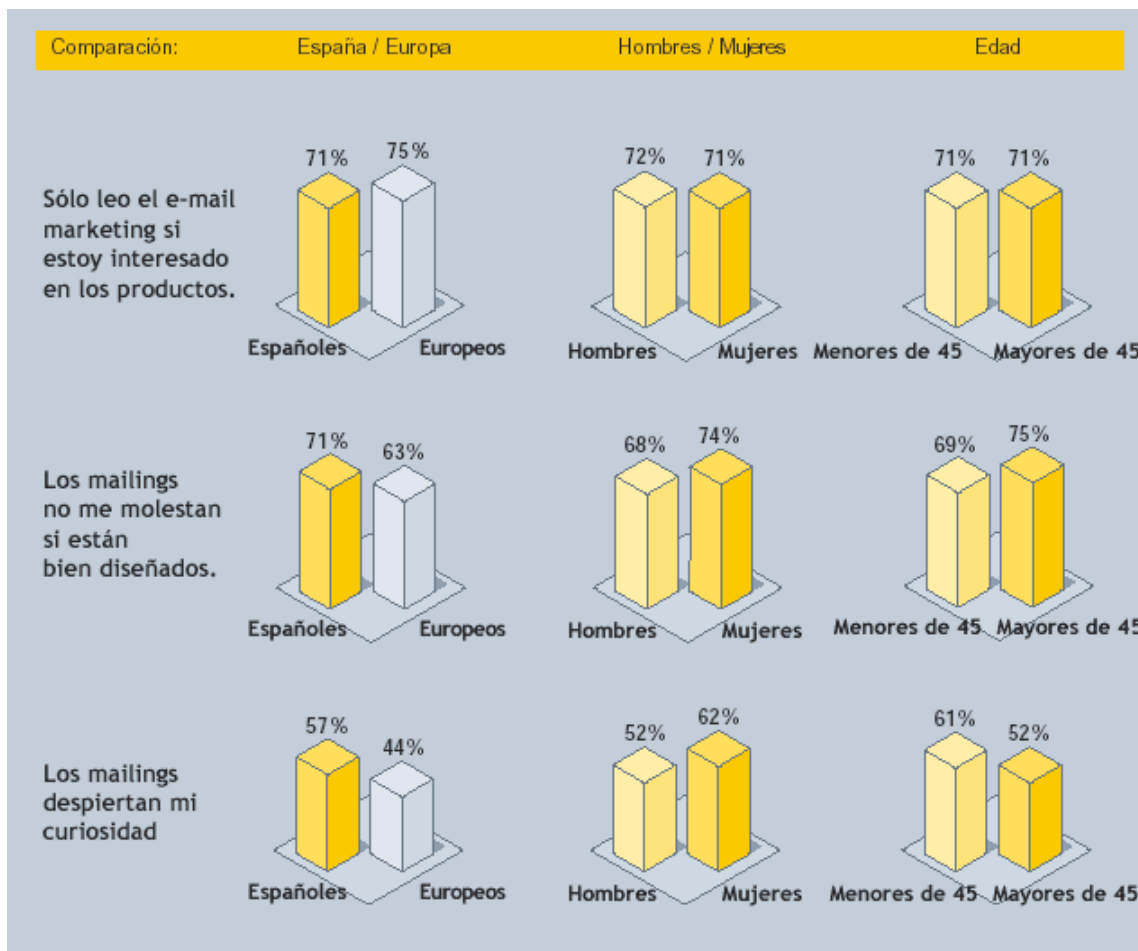 Comparación: España / Europa Hombres / Mujeres Edad
71% 75% 72% 71% 71% 71%
Sólo leo el e-mail
marketing si
estoy interesado
en los productos.
Españoles Europeos Hombres Mujeres Menores de 45 Mayores de 45
71% 63% 68% 74% 69% 75%
Los mailings
no me molestan
si están
bien diseñados.
Españoles Europeos Hombres Mujeres Menores de 45 Mayores de 45
57% 44% 52% 62% 61% 52%
Los mailings
despiertan mi
curiosidad
Españoles Europeos Hombres Mujeres Menores de 45 Mayores de 45